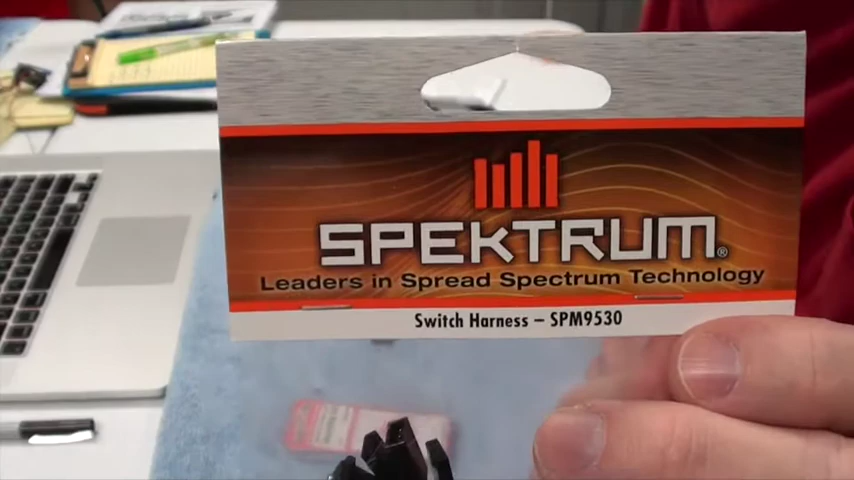 SPEKTRUM®
Leaders in Spread Spectrum Technology
Switch Harness – SPM9530